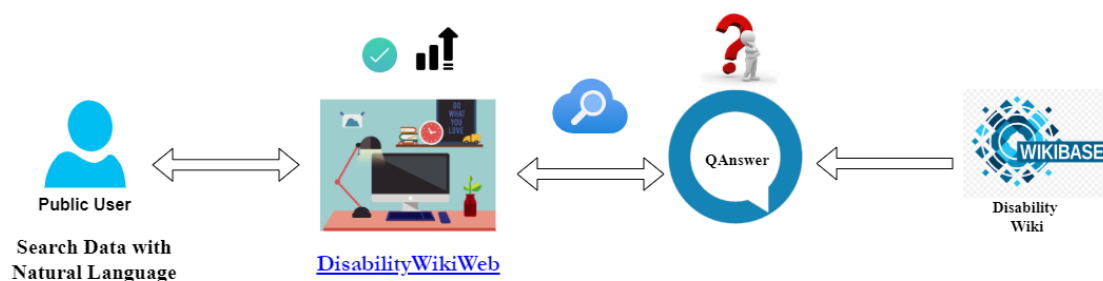 DO
WHAT
YOU
LOVE
QAnswer
WIKIBASE
Public User
Disability
Wiki
Search Data with
Natural Language
DisabilityWikiWeb